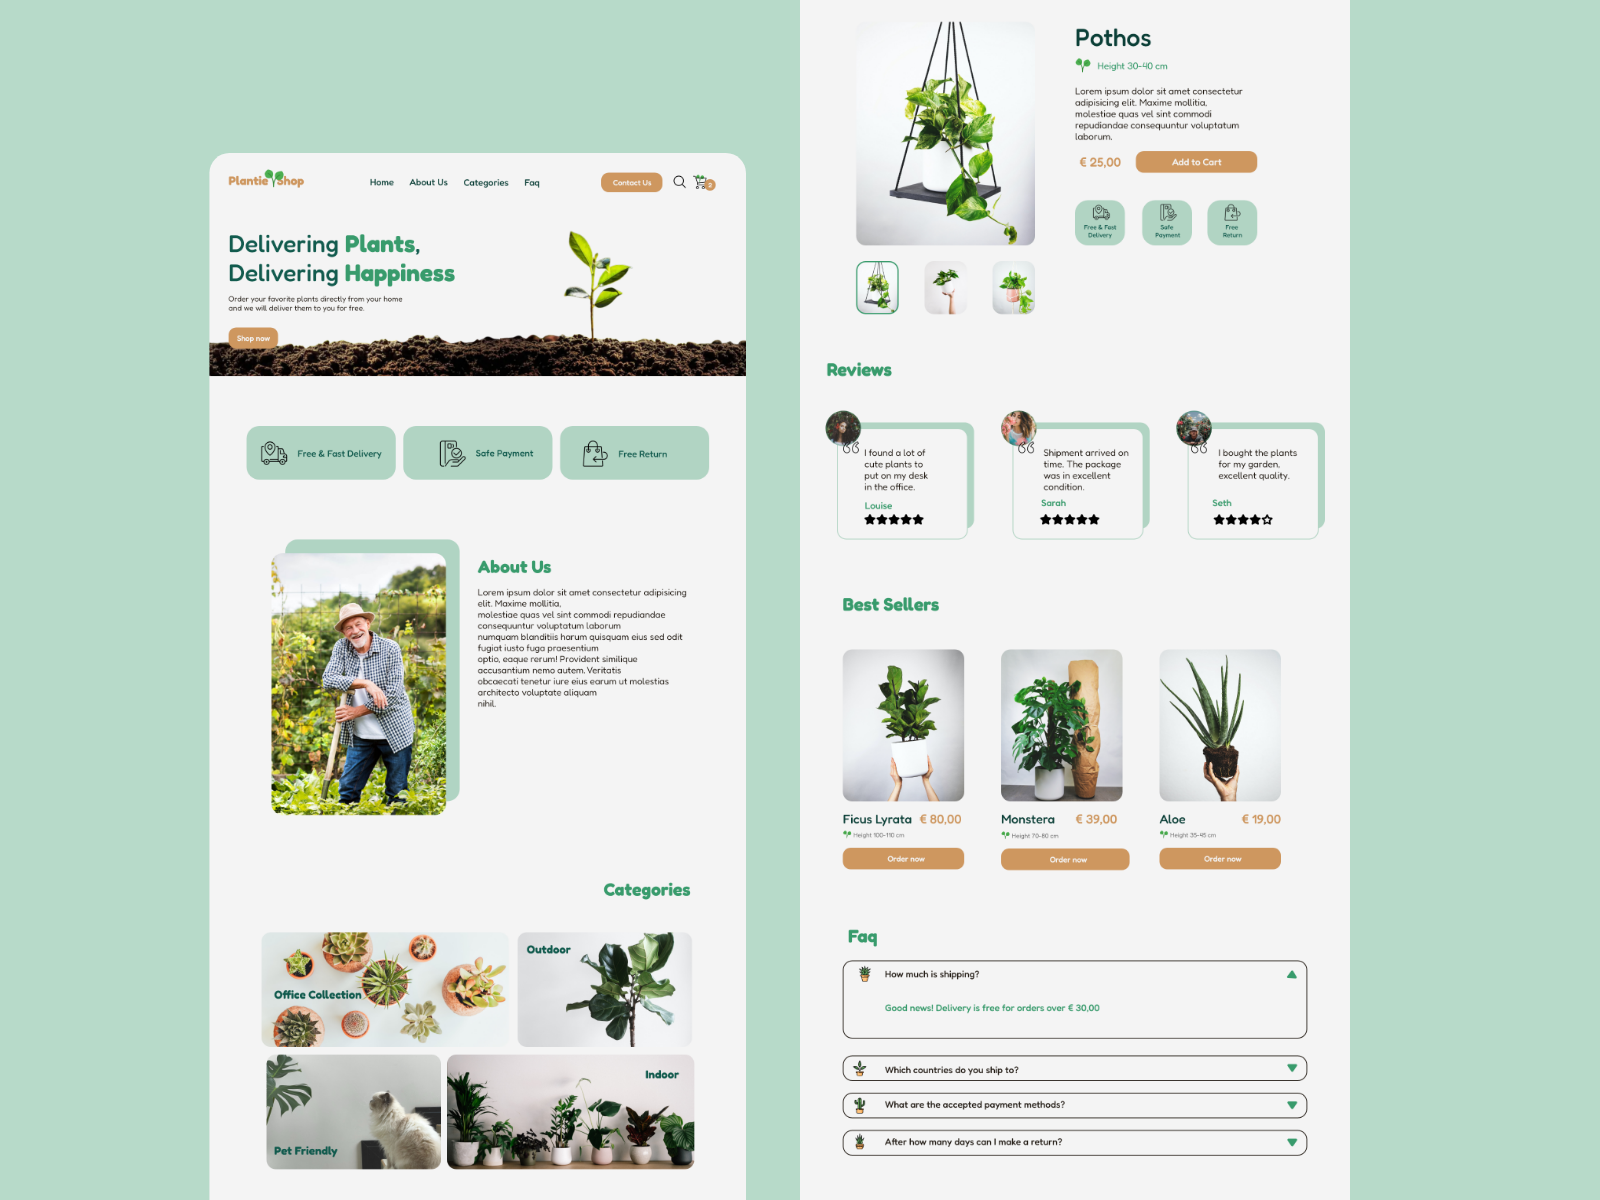 Plantie Shop
Home
About Us
Categories
Faq
Contact Us
2
Delivering Plants,
Delivering Happiness
Order your favorite plants directly from your home
and we will deliver them to you for free.
Shop now
Free & Fast Delivery
Safe Payment
Free Return
About Us
Lorem ipsum dolor sit amet consectetur adipisicing
elit. Maxime mollitia,
molestiae quas vel sint commodi repudiandae
consequuntur voluptatum laborum
numquam blanditiis harum quisquam eius sed odit
fugiat iusto fuga praesentium
optio, eaque rerum! Provident similique
accusantium nemo autem. Veritatis
obcaecati tenetur iure eius earum ut molestias
architecto voluptate aliquam
nihil.
Categories
Office Collection
Outdoor
Pet Friendly
Indoor
Pothos
Height 30-40 cm
Lorem ipsum dolor sit amet consectetur
adipisicing elit. Maxime mollitia,
molestiae quas vel sint commodi
repudiandae consequuntur voluptatum
laborum.
€ 25,00
Add to Cart
Free & Fast
Delivery
Safe
Payment
Free
Return
Reviews
I found a lot of
cute plants to
put on my desk
in the office.
Louise
Shipment arrived on
time. The package
was in excellent
condition.
Sarah
I bought the plants
for my garden,
excellent quality.
Seth
Best Sellers
Ficus Lyrata € 80,00
Height 100-110 cm
Order now
Monstera € 39,00
Height 70-80 cm
Order now
Aloe € 19,00
Height 35-45 cm
Order now
Faq
How much is shipping?
Good news! Delivery is free for orders over € 30,00
Which countries do you ship to?
What are the accepted payment methods?
After how many days can I make a return?